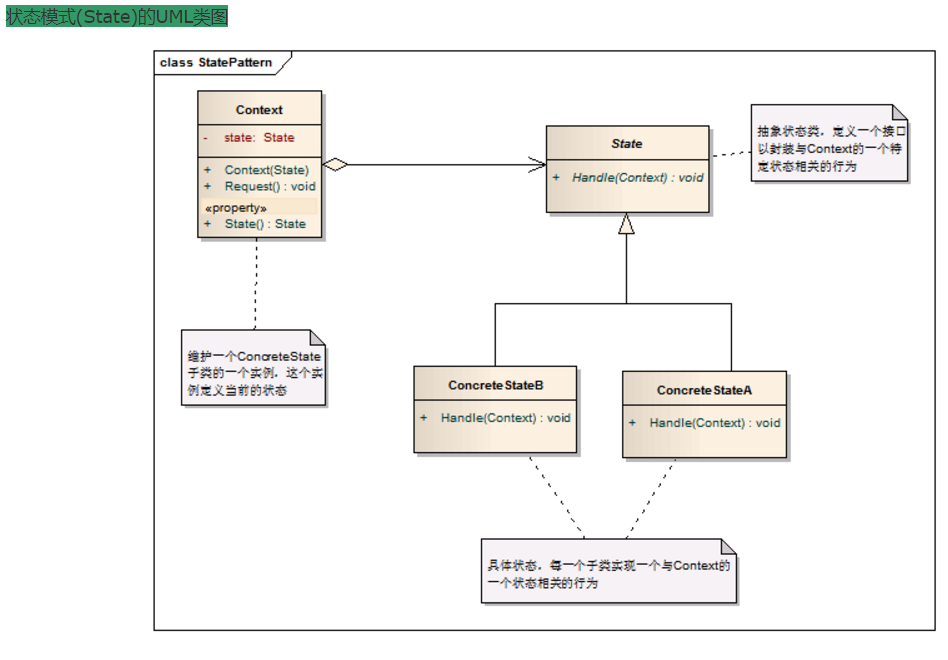 状态模式(State)的UML类图
class StatePattern
Context
- state: State
+ Context(State)
+ Request() : void
«property»
+ State() : State
State
+ Handle(Context) : void
抽象状态类，定义一个接口
以封装与Context的一个特
定状态相关的行为
维护一个ConcreteState
子类的一个实例，这个实
例定义当前的状态
ConcreteStateB
+ Handle(Context) : void
ConcreteStateA
+ Handle(Context) : void
具体状态，每一个子类实现一个与Context的
一个状态相关的行为